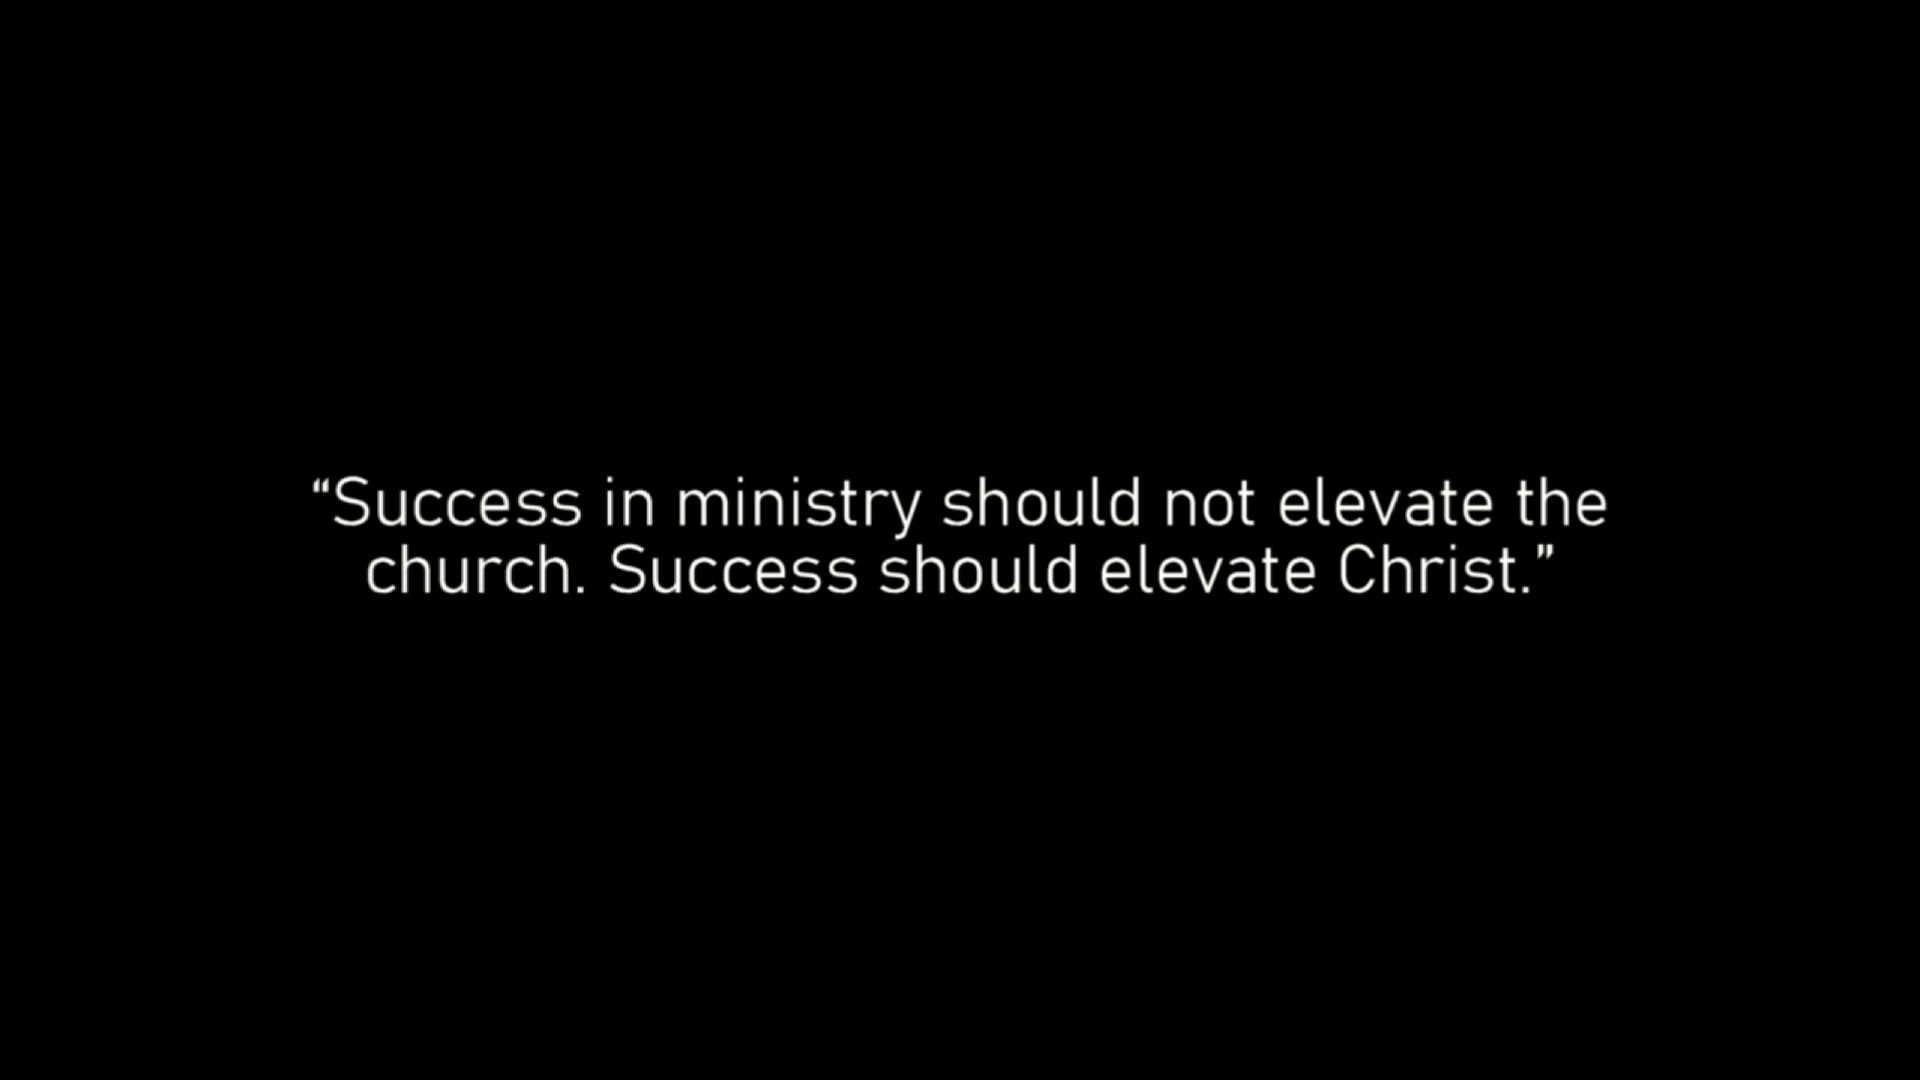 “Success in ministry should not elevate the
church. Success should elevate Christ.”